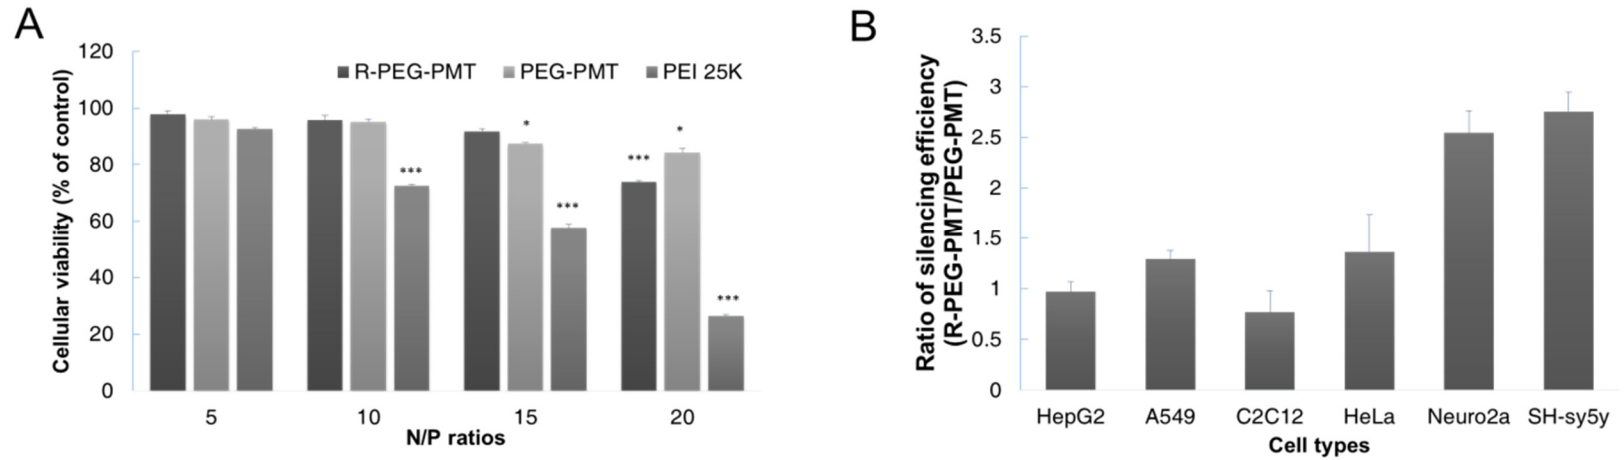 A
120
100
80
60
40
20
0
Cellular viability (% of control)
R-PEG-PMT PEG-PMT PEI 25K
*
*
***
***
***
***
5 10 15 20
N/P ratios
B
3.5
3
2.5
2
1.5
1
0.5
0
Ratio of silencing efficiency
(R-PEG-PMT/PEG-PMT)
HepG2 A549 C2C12 HeLa Neuro2a SH-sy5y
Cell types